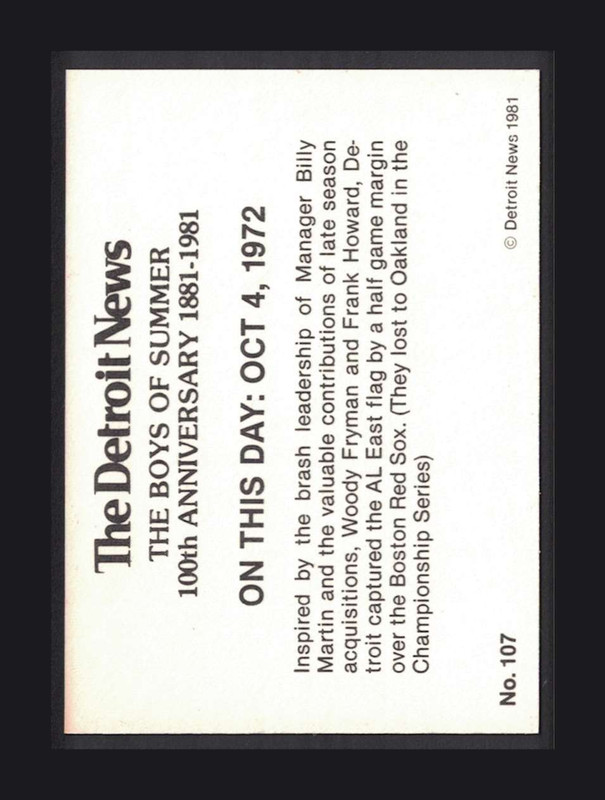 The Detroit News
THE BOYS OF SUMMER
100th ANNIVERSARY 1881-1981
ON THIS DAY: OCT 4, 1972
Inspired by the brash leadership of Manager Billy
Martin and the valuable contributions of late season
acquisitions, Woody Fryman and Frank Howard, De-
troit captured the AL East flag by a half game margin
over the Boston Red Sox. (They lost to Oakland in the
Championship Series)
No. 107
© Detroit News 1981